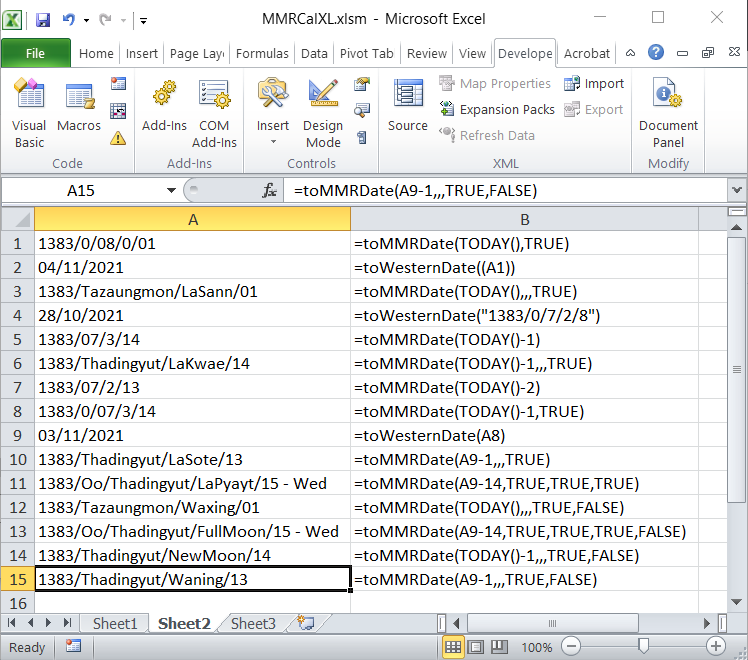 MMRCalXL.xlsm - Microsoft Excel
File Home Insert Page Lay Formulas Data Pivot Tab Review View Develope Acrobat
Visual Basic Macros Add-Ins COM Add-Ins Insert Design Mode Source Map Properties Import
Expansion Packs Export
Refresh Data
Document Panel
Code Add-Ins Controls XML Modify
A15 fx =toMMRDate(A9-1,,,TRUE,FALSE)
A B
1 1383/0/08/0/01 =toMMRDate(TODAY(),TRUE)
2 04/11/2021 =toWesternDate((A1))
3 1383/Tazaungmon/LaSann/01 =toMMRDate(TODAY(),,,TRUE)
4 28/10/2021 =toWesternDate("1383/0/7/2/8")
5 1383/07/3/14 =toMMRDate(TODAY()-1)
6 1383/Thadingyut/LaKwae/14 =toMMRDate(TODAY()-1,,,TRUE)
7 1383/07/2/13 =toMMRDate(TODAY()-2)
8 1383/0/07/3/14 =toMMRDate(TODAY()-1,TRUE)
9 03/11/2021 =toWesternDate(A8)
10 1383/Thadingyut/LaSote/13 =toMMRDate(A9-1,,,TRUE)
11 1383/Oo/Thadingyut/LaPyayt/15 - Wed =toMMRDate(A9-14,TRUE,TRUE,TRUE)
12 1383/Tazaungmon/Waxing/01 =toMMRDate(TODAY(),,,TRUE,FALSE)
13 1383/Oo/Thadingyut/FullMoon/15 - Wed =toMMRDate(A9-14,TRUE,TRUE,TRUE,FALSE)
14 1383/Thadingyut/NewMoon/14 =toMMRDate(TODAY()-1,,,TRUE,FALSE)
15 1383/Thadingyut/Waning/13 =toMMRDate(A9-1,,,TRUE,FALSE)
16
Sheet1 Sheet2 Sheet3
Ready 100%